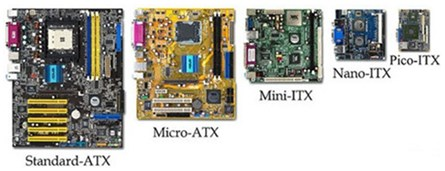 Standard-ATX
Micro-ATX
Mini-ITX
Nano-ITX
Pico-ITX